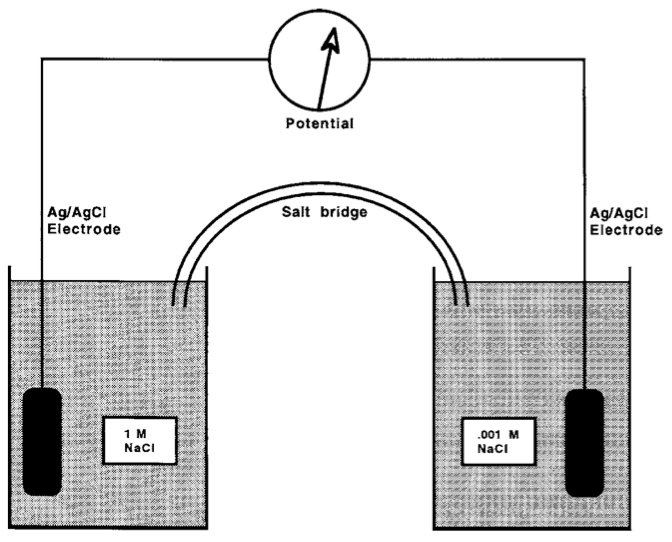 Potential
Ag/AgCl
Electrode
Salt bridge
Ag/AgCl
Electrode
1 M
NaCl
.001 M
NaCl